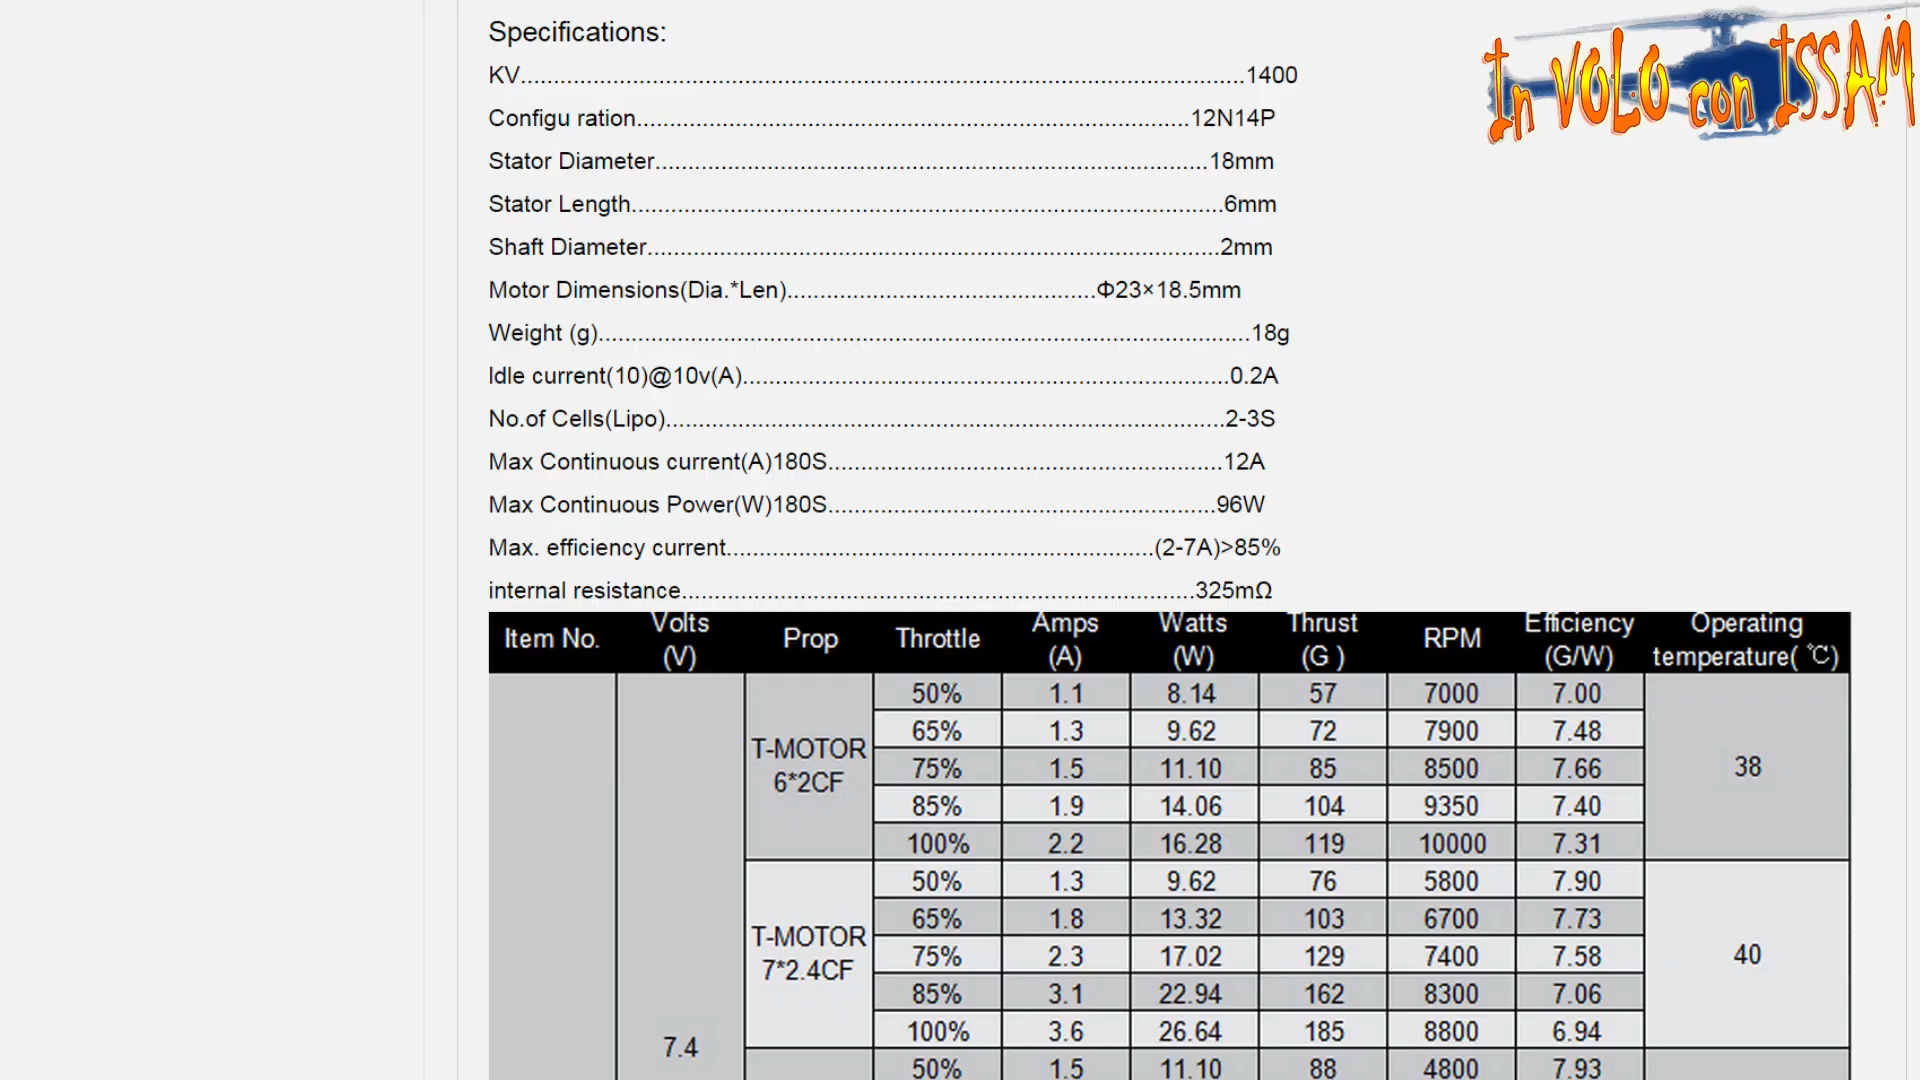 In VOLO con ISSAM
Specifications:
KV..............................................................................................................1400
Configu ration....................................................................................12N14P
Stator Diameter....................................................................................18mm
Stator Length..........................................................................................6mm
Shaft Diameter.......................................................................................2mm
Motor Dimensions(Dia.*Len)...............................................Φ23×18.5mm
Weight (g)...................................................................................................18g
Idle current(10)@10v(A)..........................................................................0.2A
No.of Cells(Lipo).....................................................................................2-3S
Max Continuous current(A)180S............................................................12A
Max Continuous Power(W)180S...........................................................96W
Max. efficiency current.................................................................(2-7A)>85%
internal resistance..............................................................................325mΩ
Item No. Volts (V) Prop Throttle Amps (A) Watts (W) Thrust (G ) RPM Efficiency (G/W) Operating temperature( ℃)
7.4
T-MOTOR 6*2CF
50% 1.1 8.14 57 7000 7.00
65% 1.3 9.62 72 7900 7.48
75% 1.5 11.10 85 8500 7.66
85% 1.9 14.06 104 9350 7.40
100% 2.2 16.28 119 10000 7.31
38
T-MOTOR 7*2.4CF
50% 1.3 9.62 76 5800 7.90
65% 1.8 13.32 103 6700 7.73
75% 2.3 17.02 129 7400 7.58
85% 3.1 22.94 162 8300 7.06
100% 3.6 26.64 185 8800 6.94
40
50% 1.5 11.10 88 4800 7.93